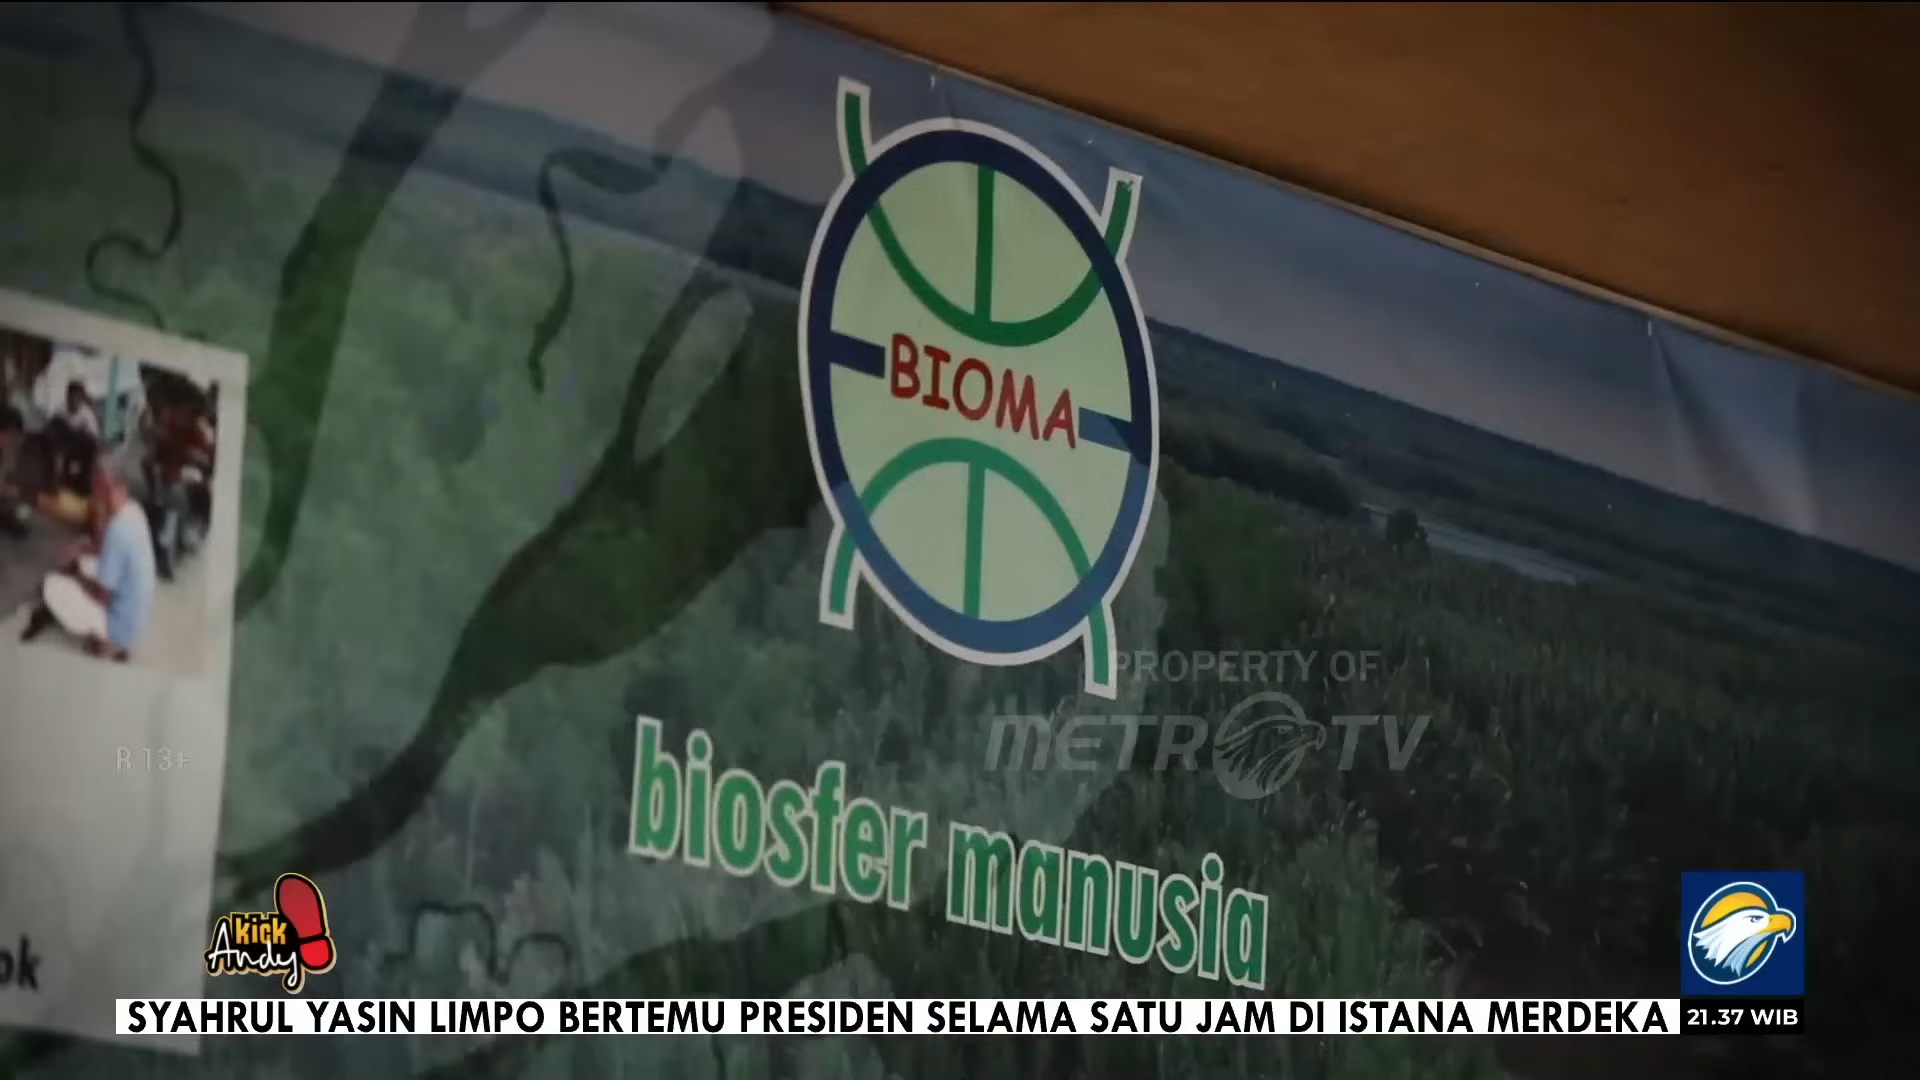 BIOMA
PROPERTY OF
METRO TV
biosfer manusia
R 13+
kick
Andy
ok
SYAHRUL YASIN LIMPO BERTEMU PRESIDEN SELAMA SATU JAM DI ISTANA MERDEKA
21.37 WIB